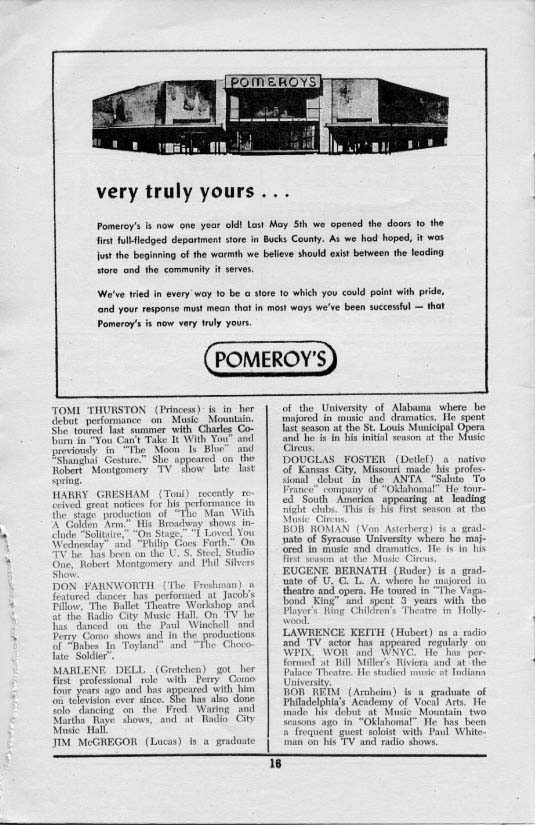 POMEROYS
very truly yours . . .
Pomeroy's is now one year old! Last May 5th we opened the doors to the
first full-fledged department store in Bucks County. As we had hoped, it was
just the beginning of the warmth we believe should exist between the leading
store and the community it serves.
We've tried in every way to be a store to which you could point with pride,
and your response must mean that in most ways we've been successful — that
Pomeroy's is now very truly yours.
POMEROY'S
TOMI THURSTON (Princess) is in her
debut performance on Music Mountain.
She toured last summer with Charles Co-
burn in "You Can't Take It With You" and
previously in "The Moon Is Blue" and
"Shanghai Gesture." She appeared on the
Robert Montgomery TV show late last
spring.
HARRY GRESHAM (Toni) recently re-
ceived great notices for his performance in
the stage production of "The Man With
A Golden Arm." His Broadway shows in-
clude "Solitaire," "On Stage," "I Loved You
Wednesday" and "Philip Goes Forth." On
TV he has been on the U. S. Steel, Studio
One, Robert Montgomery and Phil Silvers
Show.
DON FARNWORTH (The Freshman) a
featured dancer has performed at Jacob's
Pillow, The Ballet Theatre Workshop and
at the Radio City Music Hall. On TV he
has danced on the Paul Winchell and
Perry Como shows and in the productions
of "Babes In Toyland" and "The Choco-
late Soldier".
MARLENE DELL (Gretchen) got her
first professional role with Perry Como
four years ago and has appeared with him
on television ever since. She has also done
solo dancing on the Fred Waring and
Martha Raye shows, and at Radio City
Music Hall.
JIM McGREGOR (Lucas) is a graduate
of the University of Alabama where he
majored in music and dramatics. He spent
last season at the St. Louis Municipal Opera
and he is in his initial season at the Music
Circus.
DOUGLAS FOSTER (Detlef) a native
of Kansas City, Missouri made his profes-
sional debut in the ANTA "Salute To
France" company of "Oklahoma!" He tour-
ed South America appearing at leading
night clubs. This is his first season at the
Music Circus.
BOB ROMAN (Von Asterberg) is a grad-
uate of Syracuse University where he maj-
ored in music and dramatics. He is in his
first season at the Music Circus.
EUGENE BERNATH (Ruder) is a grad-
uate of U. C. L. A. where he majored in
theatre and opera. He toured in "The Vaga-
bond King" and spent 3 years with the
Player's Ring Children's Theatre in Holly-
wood.
LAWRENCE KEITH (Hubert) as a radio
and TV actor has appeared regularly on
WPIX, WOR and WNYC. He has per-
formed at Bill Miller's Riviera and at the
Palace Theatre. He studied music at Indiana
University.
BOB REIM (Arnheim) is a graduate of
Philadelphia's Academy of Vocal Arts. He
made his debut at Music Mountain two
seasons ago in "Oklahoma!" He has been
a frequent guest soloist with Paul White-
man on his TV and radio shows.
16